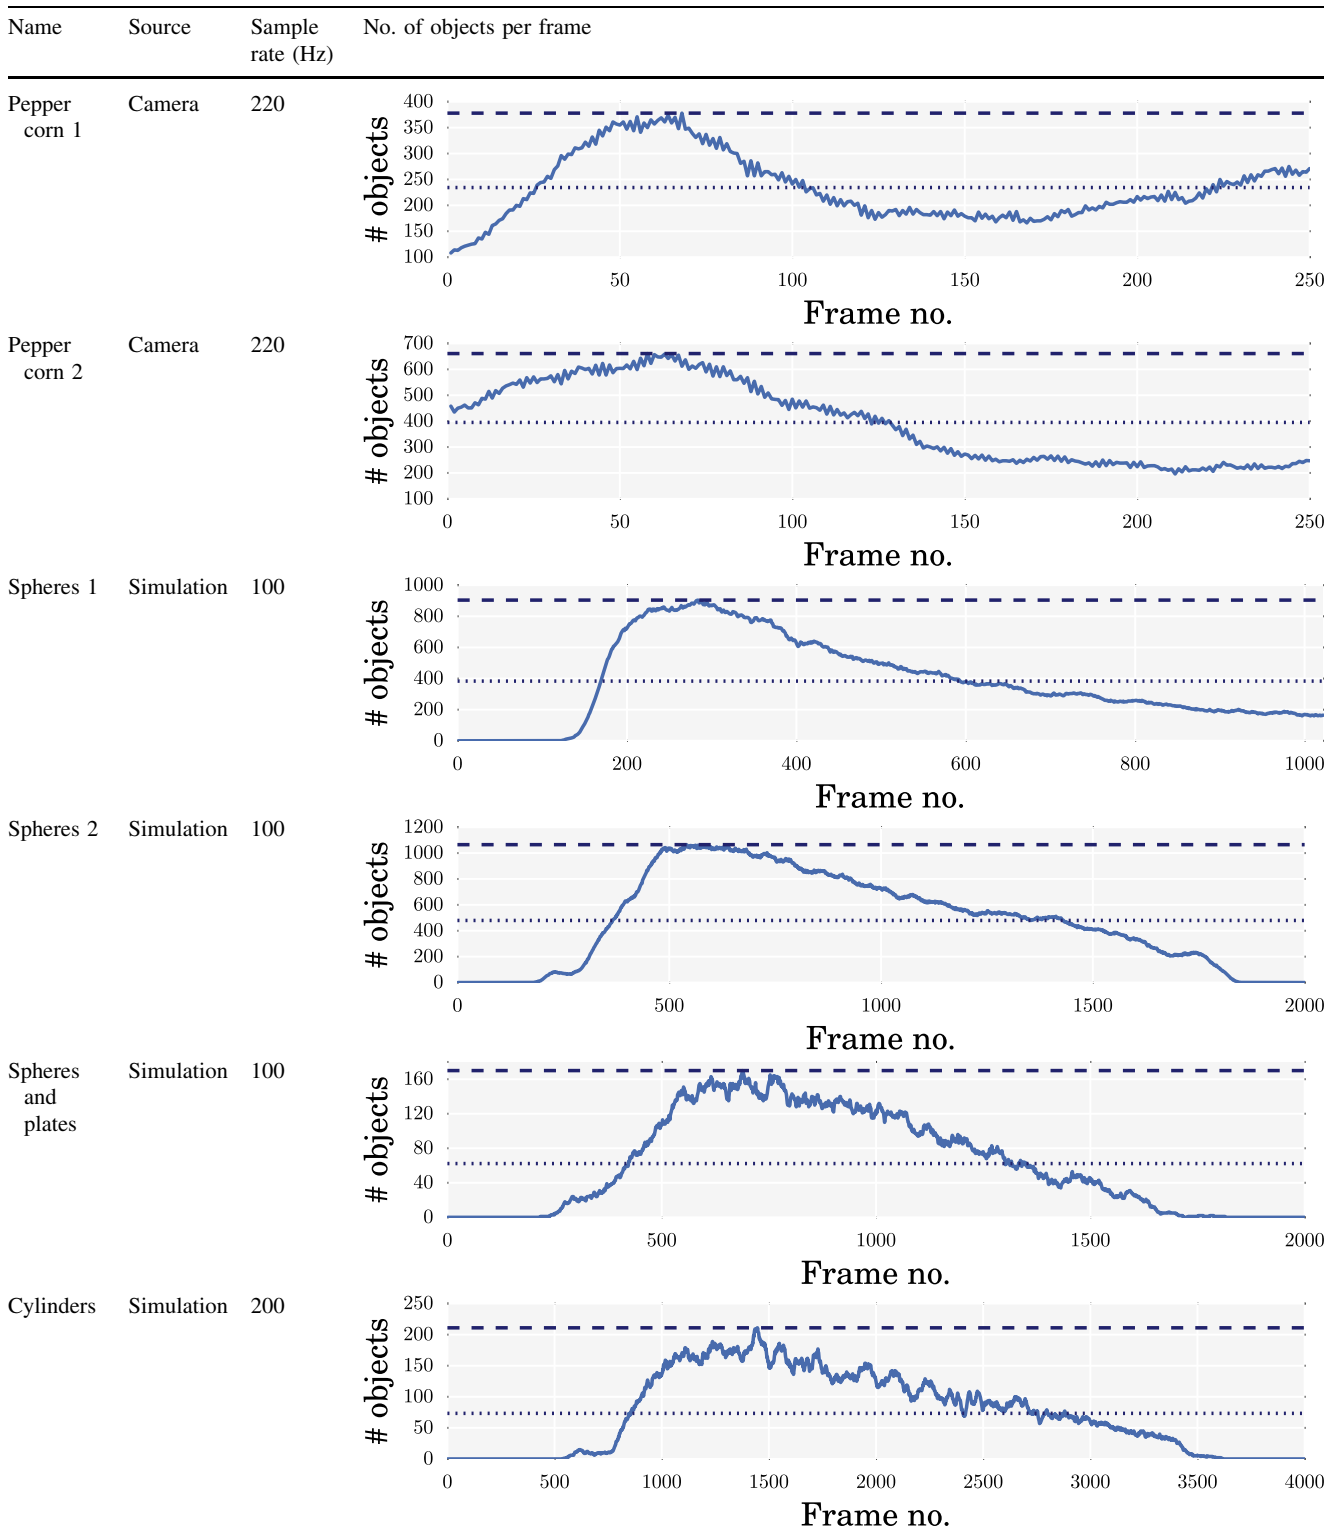 Name Source Sample No. of objects per frame
rate (Hz)
Pepper Camera 220
corn 1
# objects
400
350
300
250
200
150
100
0 50 100 150 200 250
Frame no.
Pepper Camera 220
corn 2
# objects
700
600
500
400
300
200
100
0 50 100 150 200 250
Frame no.
Spheres 1 Simulation 100
# objects
1000
800
600
400
200
0
0 200 400 600 800 1000
Frame no.
Spheres 2 Simulation 100
# objects
1200
1000
800
600
400
200
0
0 500 1000 1500 2000
Frame no.
Spheres Simulation 100
and
plates
# objects
160
120
80
40
0
0 500 1000 1500 2000
Frame no.
Cylinders Simulation 200
# objects
250
200
150
100
50
0
0 500 1000 1500 2000 2500 3000 3500 4000
Frame no.